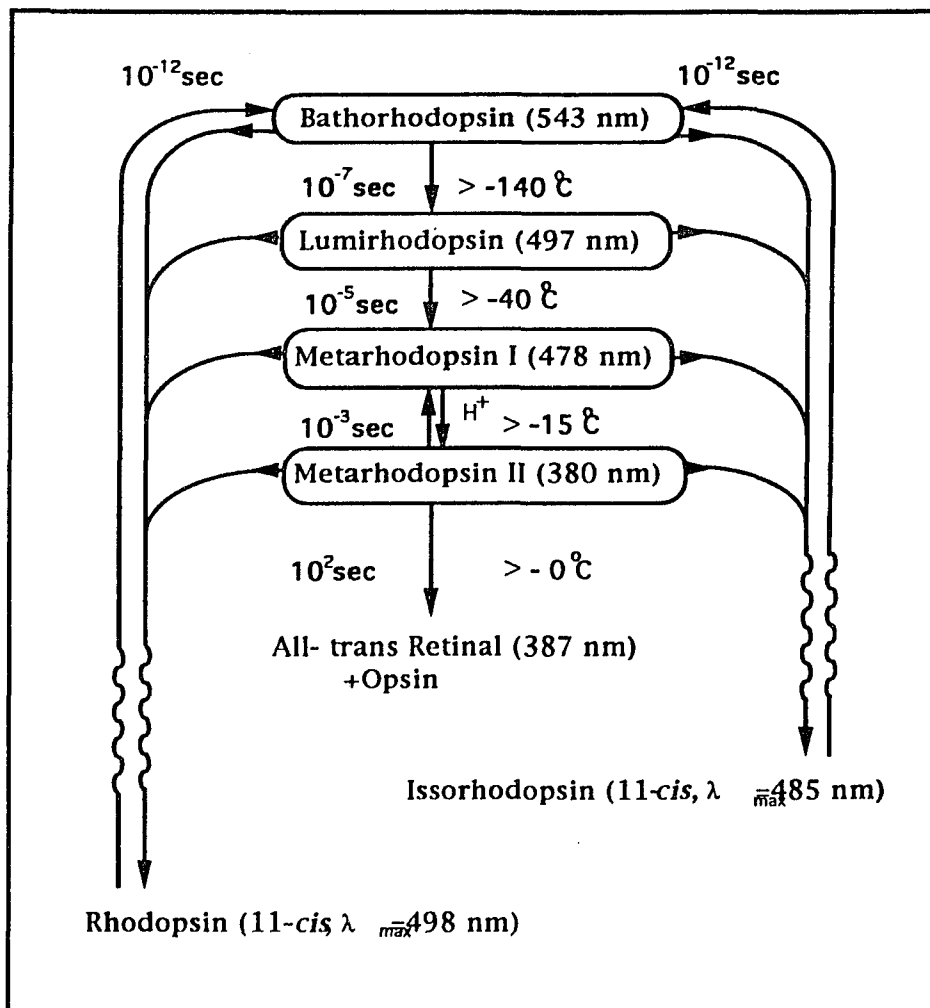 10⁻¹²sec 10⁻¹²sec
Bathorhodopsin (543 nm)
10⁻⁷sec > -140 °C
Lumirhodopsin (497 nm)
10⁻⁵sec > -40 °C
Metarhodopsin I (478 nm)
10⁻³sec H⁺ > -15 °C
Metarhodopsin II (380 nm)
10²sec > - 0 °C
All- trans Retinal (387 nm)
+Opsin
Issorhodopsin (11-cis, λ max=485 nm)
Rhodopsin (11-cis, λ max=498 nm)